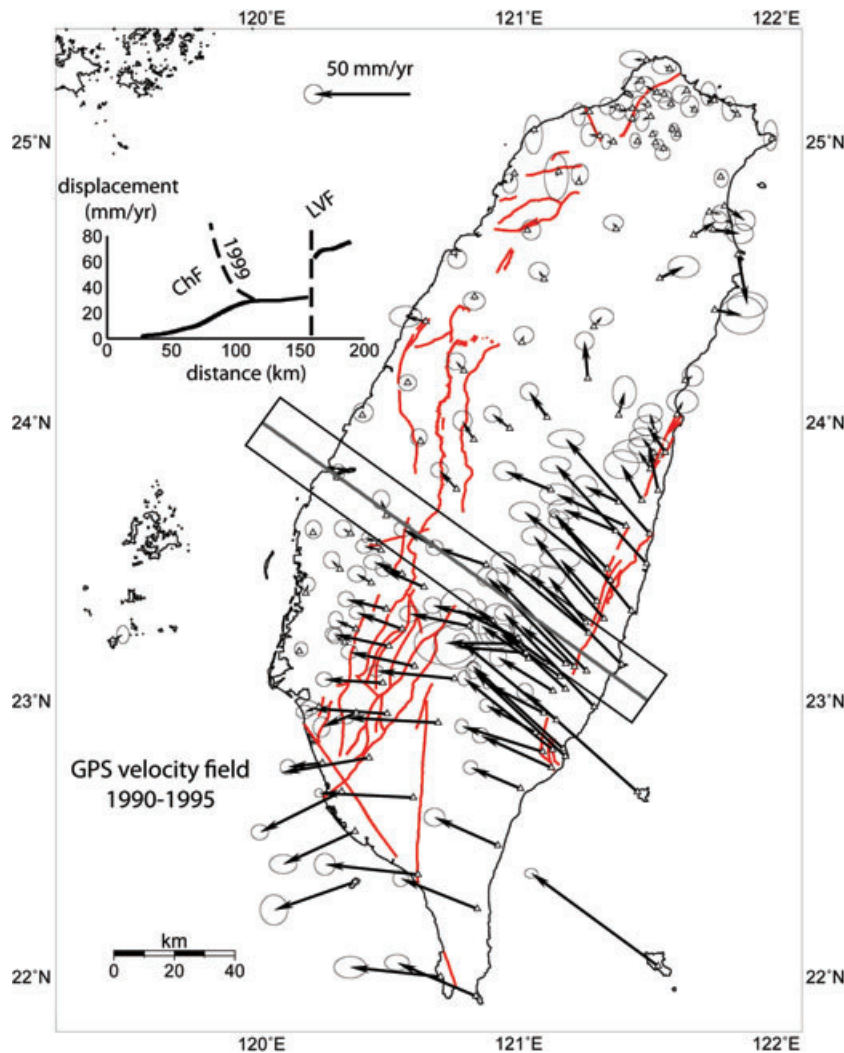 120˚E 121˚E 122˚E
50 mm/yr
25˚N 25˚N
displacement
(mm/yr)
LVF
80
60
40
20
0
1999
ChF
0 50 100 160 200
distance (km)
24˚N 24˚N
23˚N 23˚N
GPS velocity field
1990-1995
km
0 20 40
22˚N 22˚N
120˚E 121˚E 122˚E